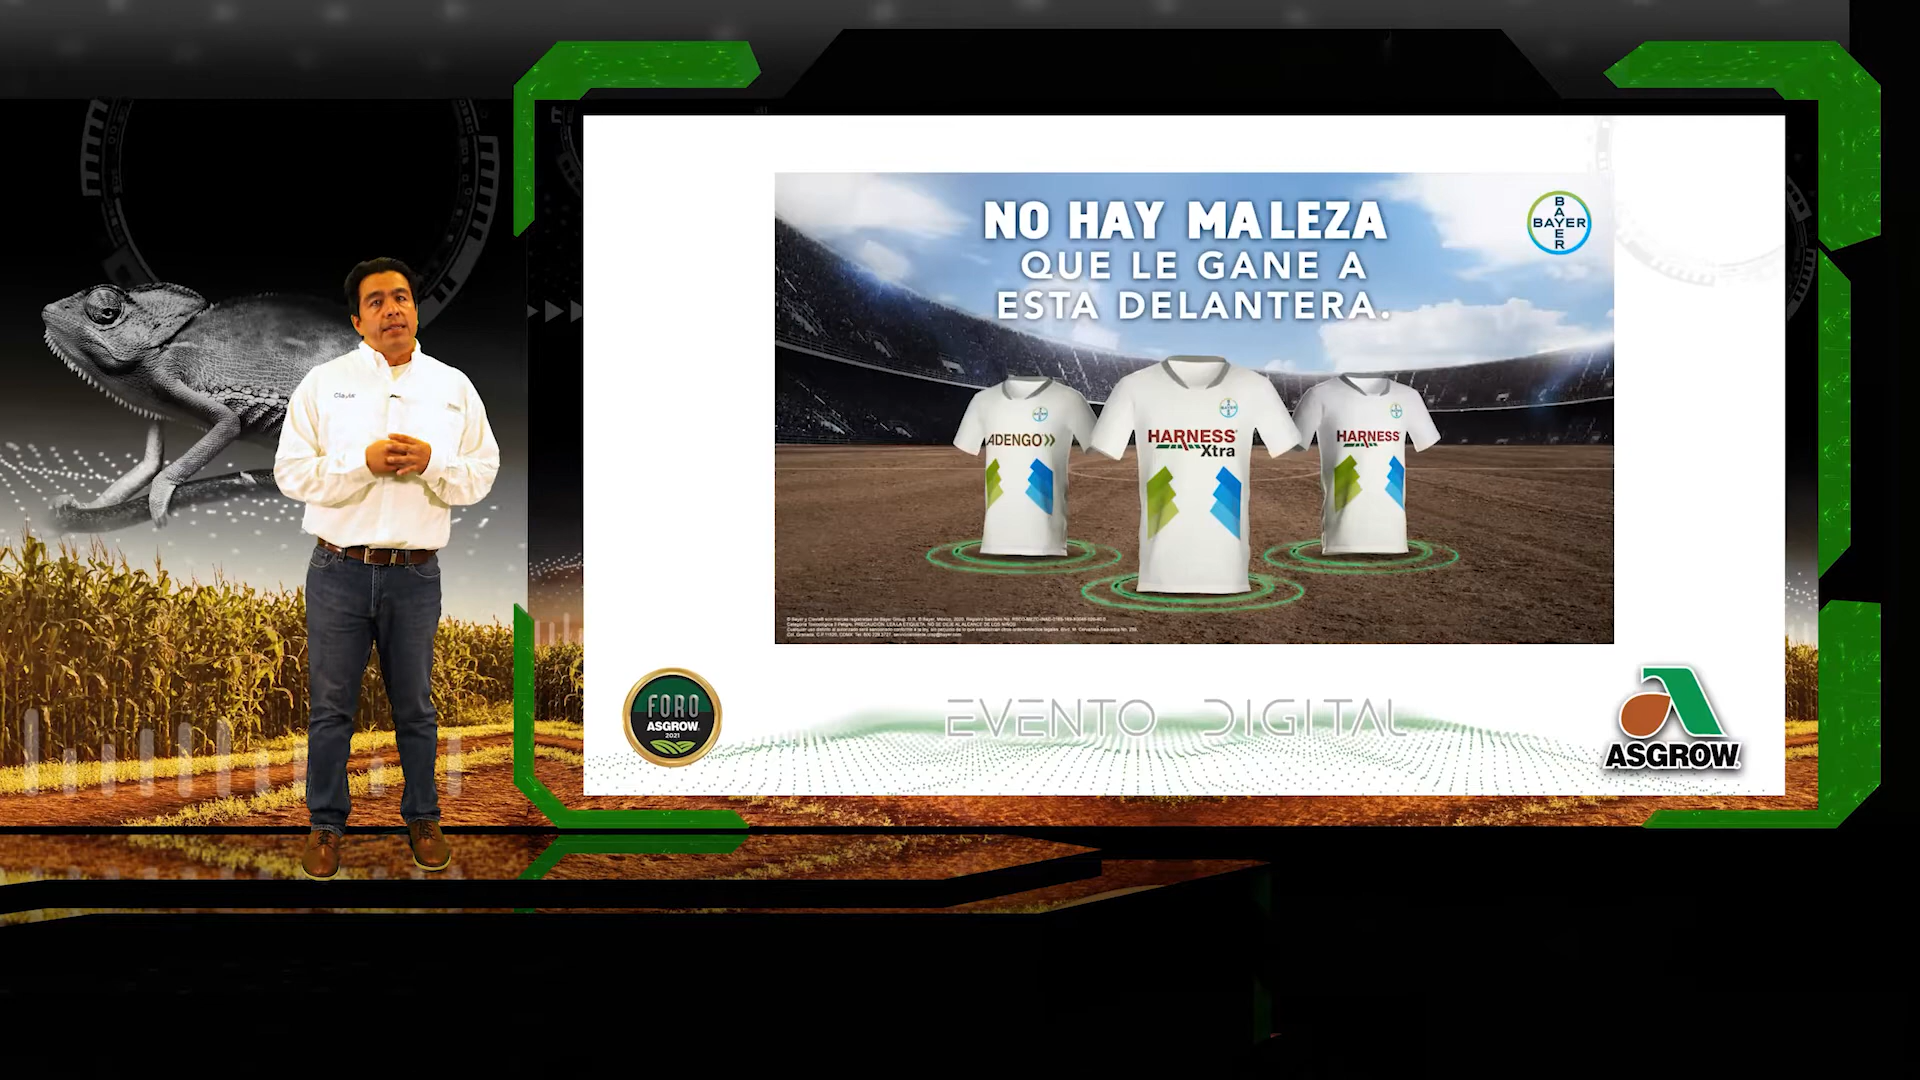 NO HAY MALEZA
QUE LE GANE A
ESTA DELANTERA.
BAYER
BAYER
ADENGO
HARNESS
Xtra
HARNESS
FORO
ASGROW
2021
EVENTO DIGITAL
ASGROW